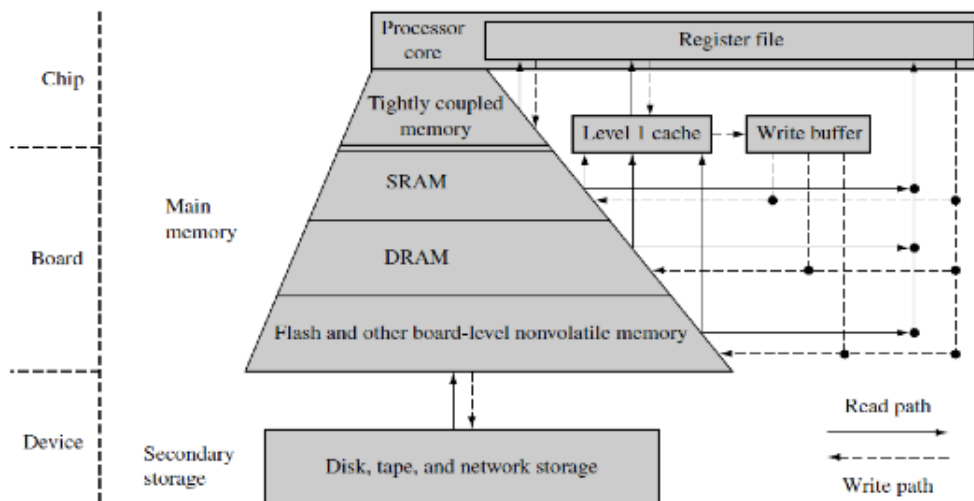 Processor
core
Register file
Chip
Tightly coupled
memory
Level 1 cache
Write buffer
SRAM
Main
memory
Board
DRAM
Flash and other board-level nonvolatile memory
Read path
Device
Secondary
storage
Disk, tape, and network storage
Write path